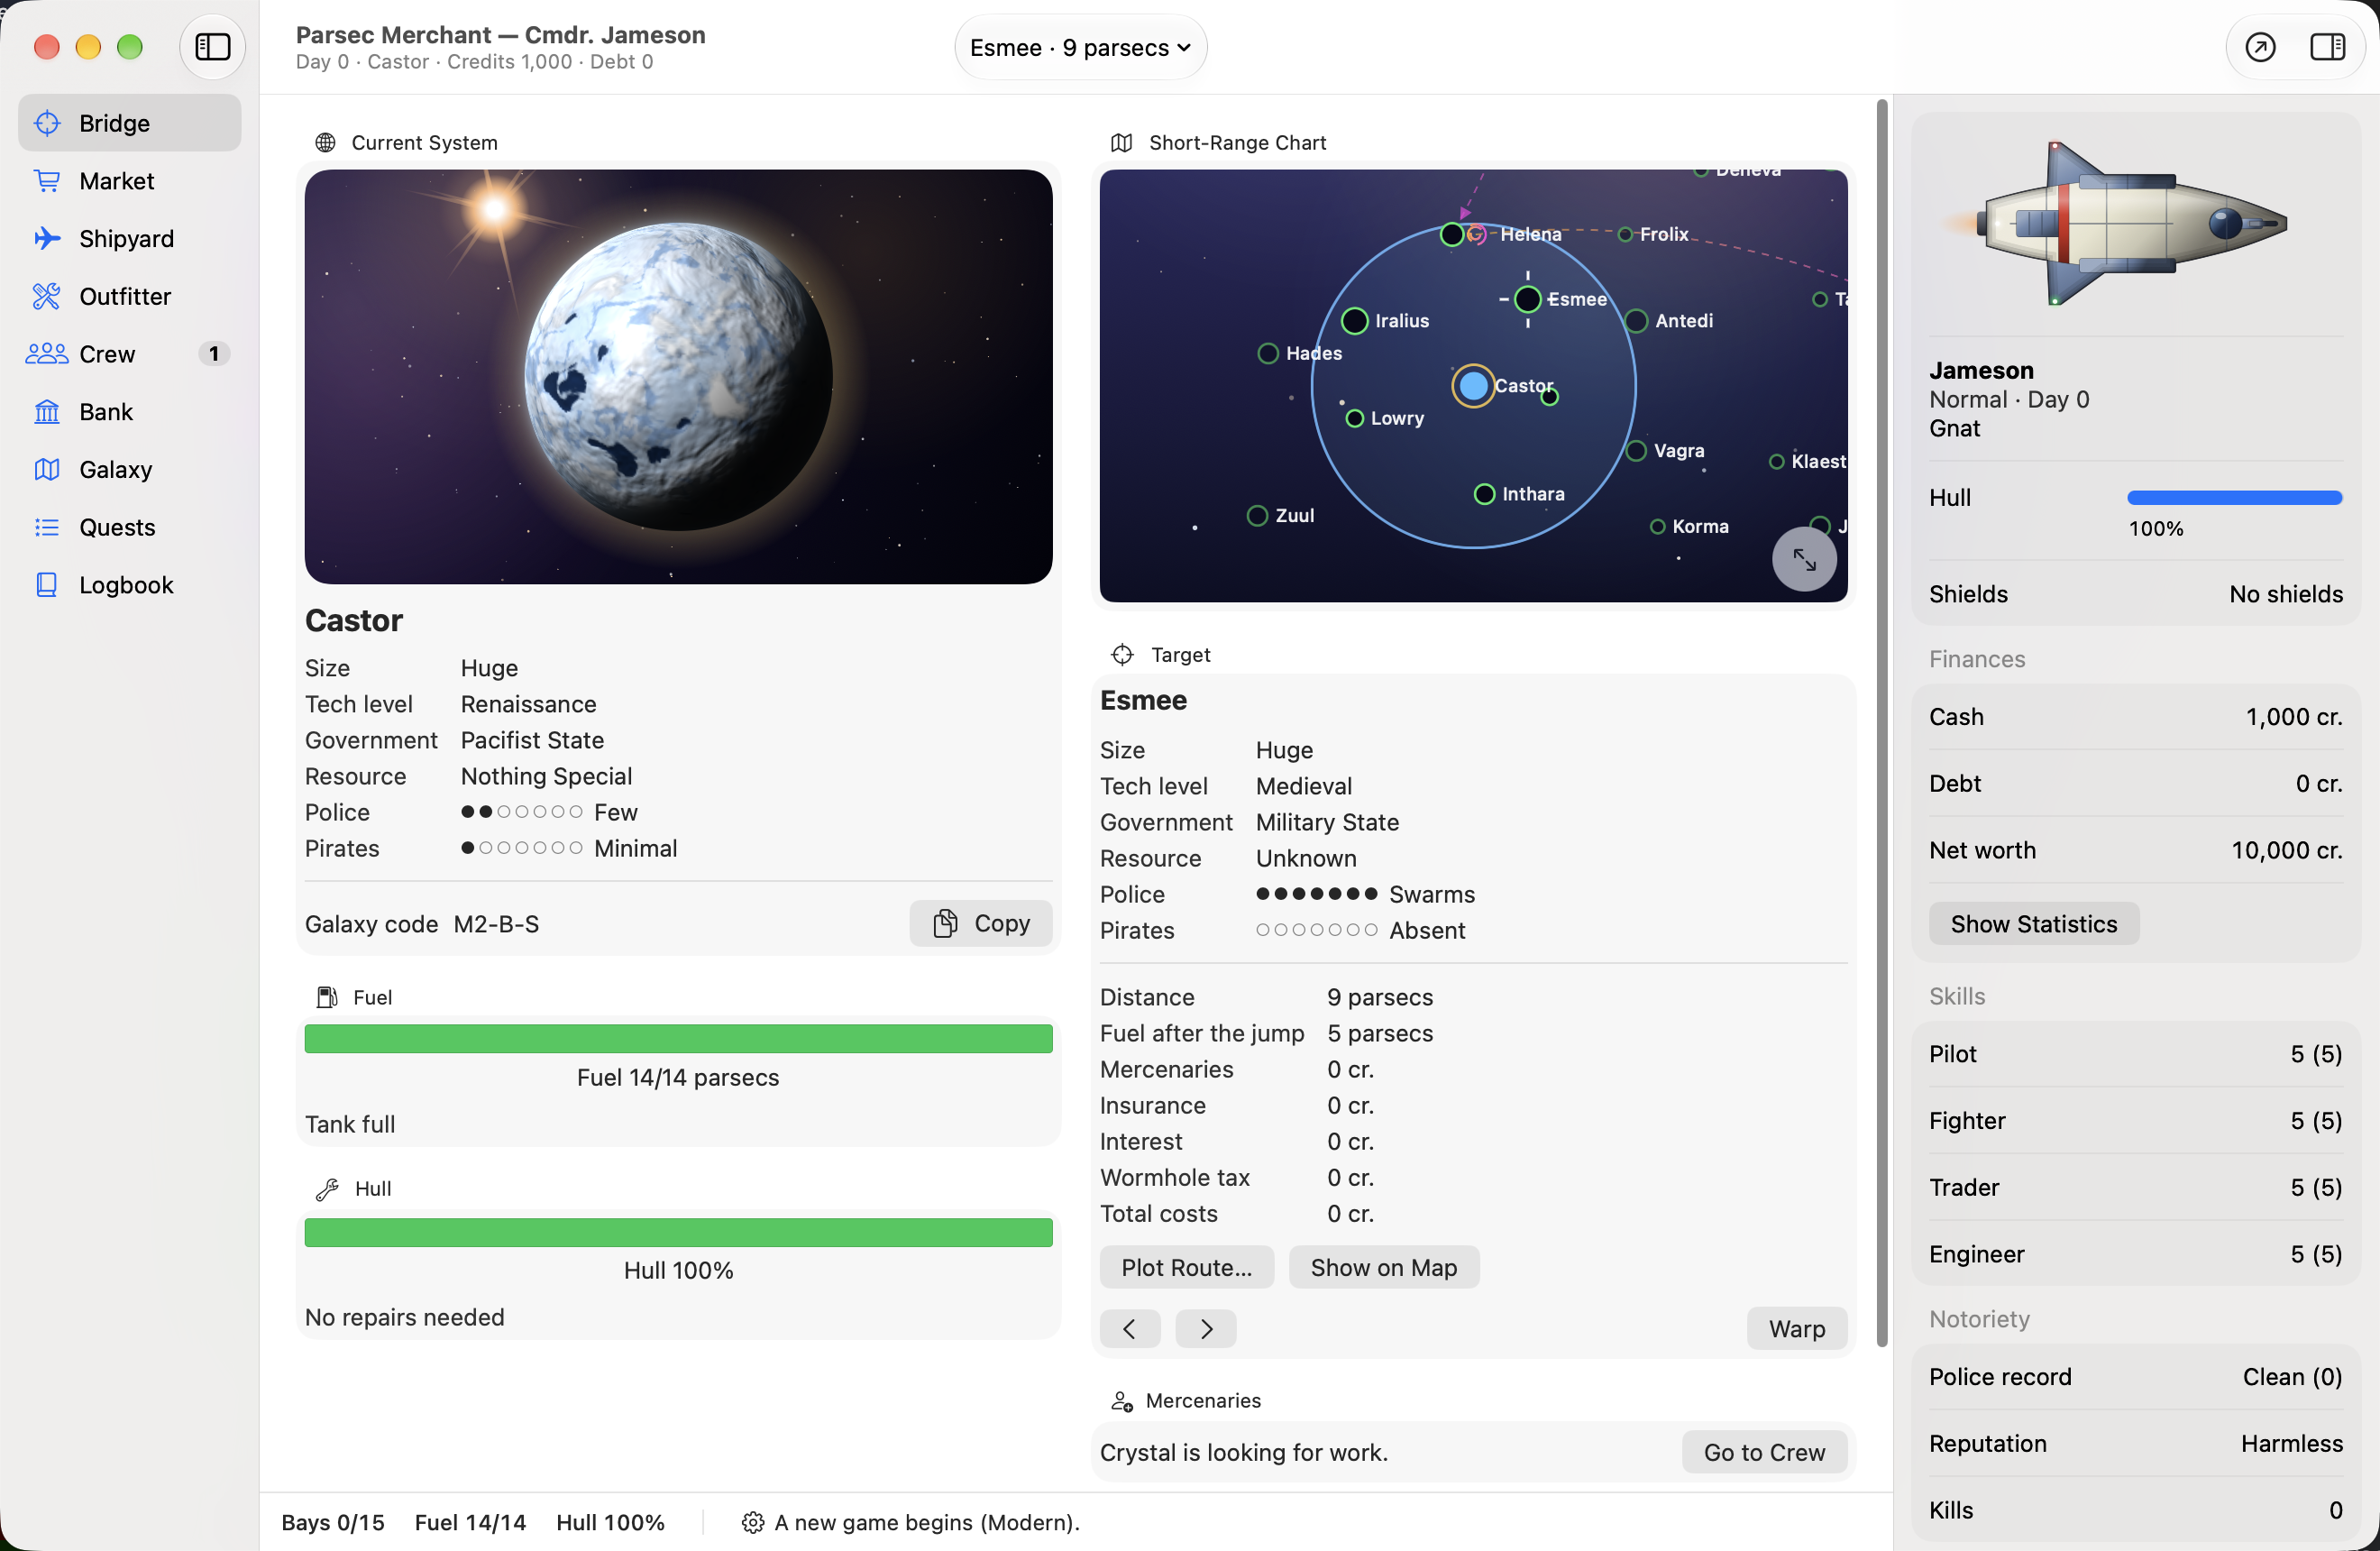 Parsec Merchant — Cmdr. Jameson
Day 0 · Castor · Credits 1,000 · Debt 0
Esmee · 9 parsecs
Bridge
Market
Shipyard
Outfitter
Crew 1
Bank
Galaxy
Quests
Logbook
Current System
Castor
Size Huge
Tech level Renaissance
Government Pacifist State
Resource Nothing Special
Police Few
Pirates Minimal
Galaxy code M2-B-S
Copy
Fuel
Fuel 14/14 parsecs
Tank full
Hull
Hull 100%
No repairs needed
Short-Range Chart
Deneva
Helena
Frolix
Esmee
Iralius
Antedi
Hades
Castor
Lowry
Vagra
Klaest
Inthara
Zuul
Korma
Target
Esmee
Size Huge
Tech level Medieval
Government Military State
Resource Unknown
Police Swarms
Pirates Absent
Distance 9 parsecs
Fuel after the jump 5 parsecs
Mercenaries 0 cr.
Insurance 0 cr.
Interest 0 cr.
Wormhole tax 0 cr.
Total costs 0 cr.
Plot Route... Show on Map
Warp
Mercenaries
Crystal is looking for work.
Go to Crew
Jameson
Normal · Day 0
Gnat
Hull
100%
Shields No shields
Finances
Cash 1,000 cr.
Debt 0 cr.
Net worth 10,000 cr.
Show Statistics
Skills
Pilot 5 (5)
Fighter 5 (5)
Trader 5 (5)
Engineer 5 (5)
Notoriety
Police record Clean (0)
Reputation Harmless
Kills 0
Bays 0/15 Fuel 14/14 Hull 100% A new game begins (Modern).